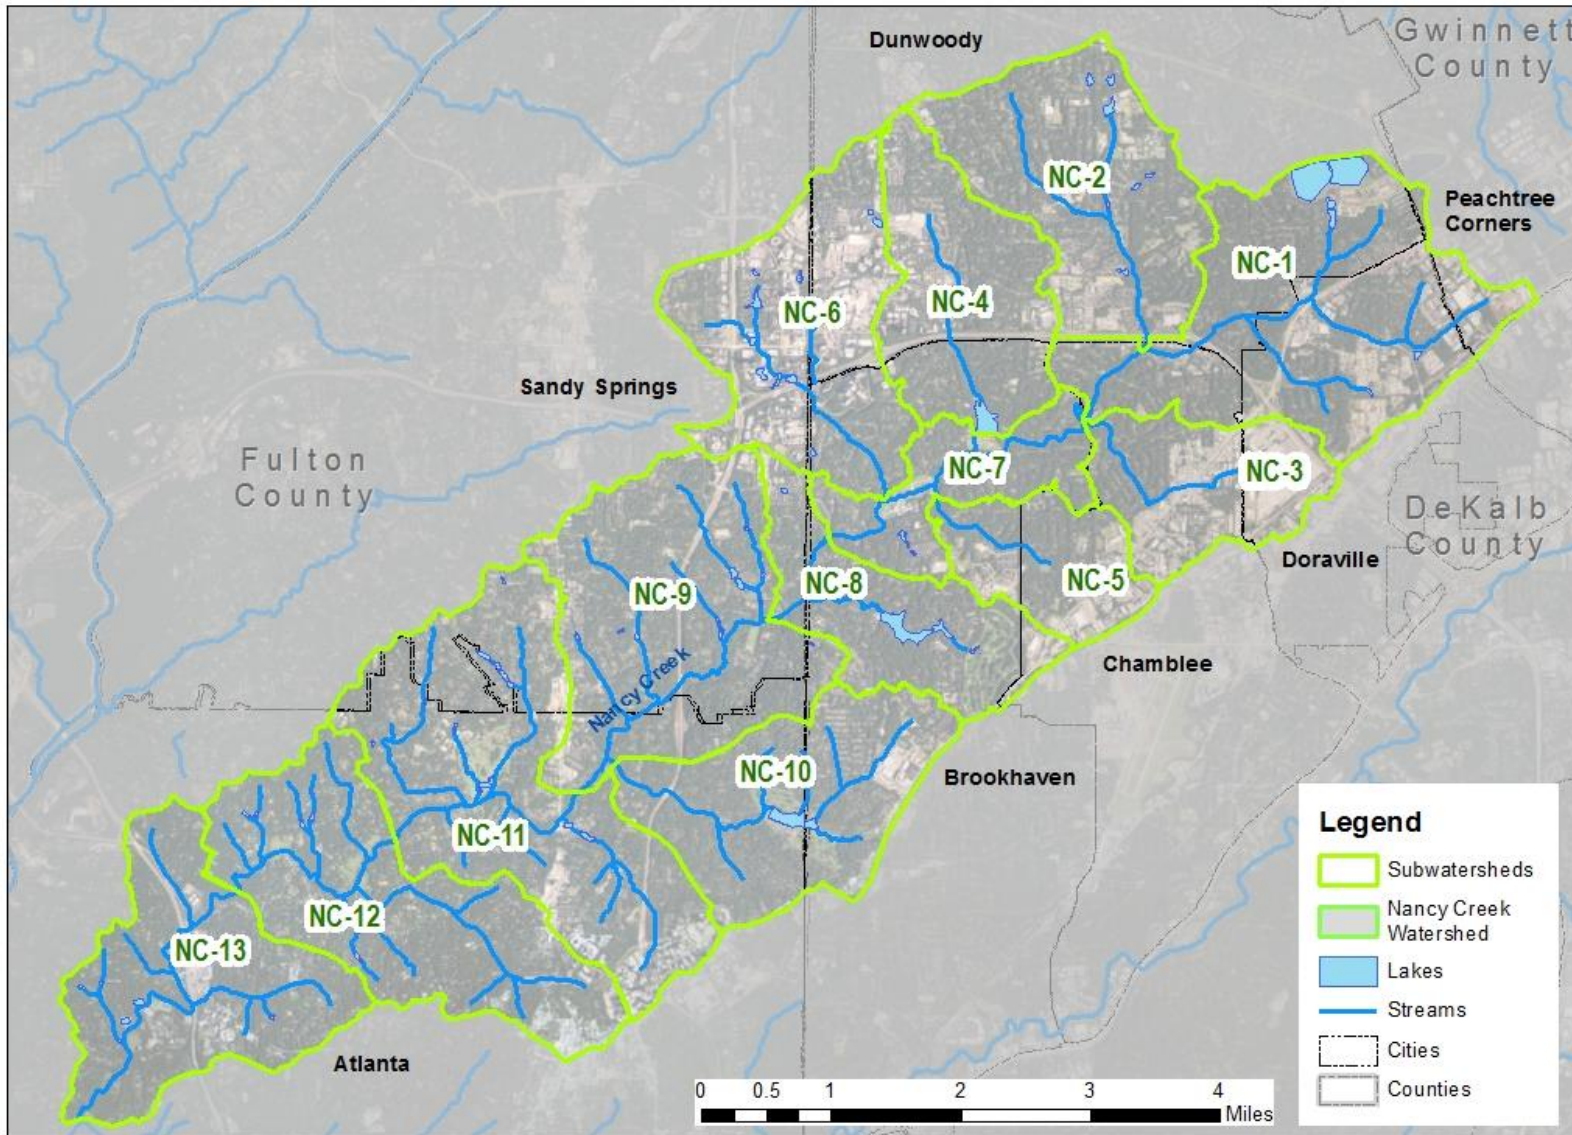 Dunwoody
Gwinnett
County
NC-2
Peachtree
Corners
NC-1
NC-6
NC-4
Sandy Springs
Fulton
County
NC-7
NC-3
DeKalb
County
Doraville
NC-9
NC-8
NC-5
Chamblee
Nancy Creek
NC-10
Brookhaven
NC-11
NC-12
NC-13
Atlanta
Legend
Subwatersheds
Nancy Creek
Watershed
Lakes
Streams
Cities
Counties
0 0.5 1 2 3 4
Miles